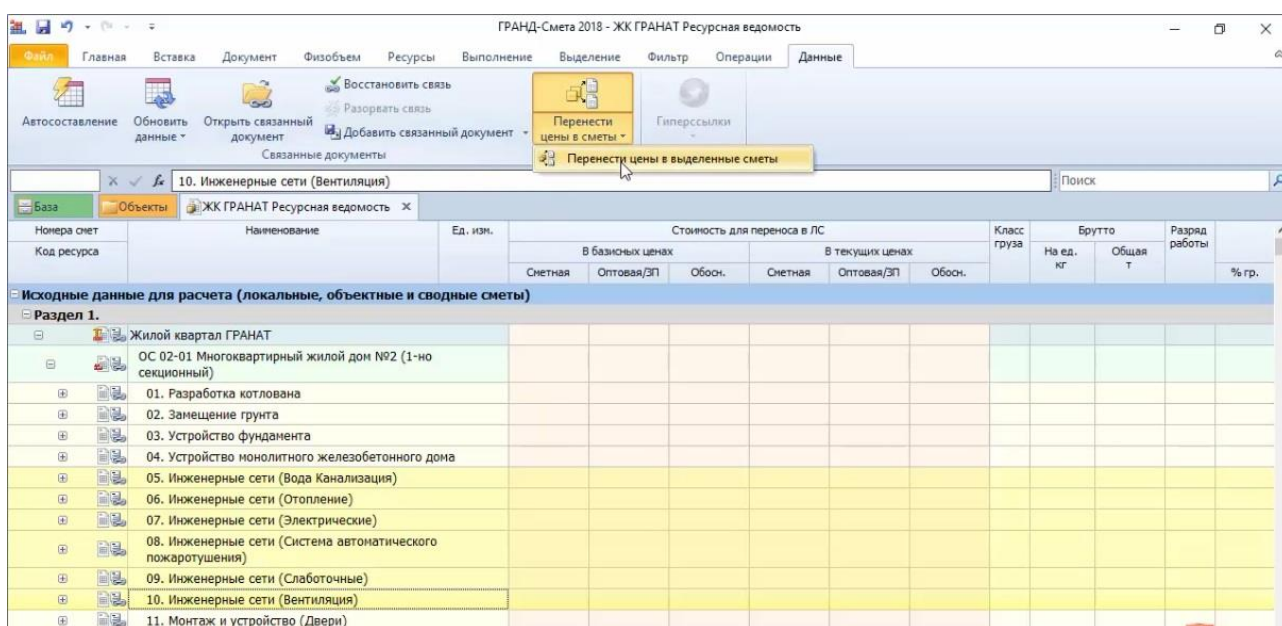 ГРАНД-Смета 2018 - ЖК ГРАНАТ Ресурсная ведомость
Файл Главная Вставка Документ Физобъем Ресурсы Выполнение Выделение Фильтр Операции Данные
Автосоставление
Обновить данные
Открыть связанный документ
Восстановить связь
Разорвать связь
Добавить связанный документ
Связанные документы
Перенести цены в сметы
Гиперссылки
Перенести цены в выделенные сметы
fx 10. Инженерные сети (Вентиляция)
Поиск
База Объекты ЖК ГРАНАТ Ресурсная ведомость
Номера смет Наименование Ед. изм. Стоимость для переноса в ЛС Класс груза Брутто Разряд работы
Код ресурса В базисных ценах В текущих ценах На ед. кг Общая т
Сметная Оптовая/ЗП Обосн. Сметная Оптовая/ЗП Обосн. % гр.
Исходные данные для расчета (локальные, объектные и сводные сметы)
Раздел 1.
Жилой квартал ГРАНАТ
ОС 02-01 Многоквартирный жилой дом №2 (1-но
секционный)
01. Разработка котлована
02. Замещение грунта
03. Устройство фундамента
04. Устройство монолитного железобетонного дома
05. Инженерные сети (Вода Канализация)
06. Инженерные сети (Отопление)
07. Инженерные сети (Электрические)
08. Инженерные сети (Система автоматического
пожаротушения)
09. Инженерные сети (Слаботочные)
10. Инженерные сети (Вентиляция)
11. Монтаж и устройство (Двери)